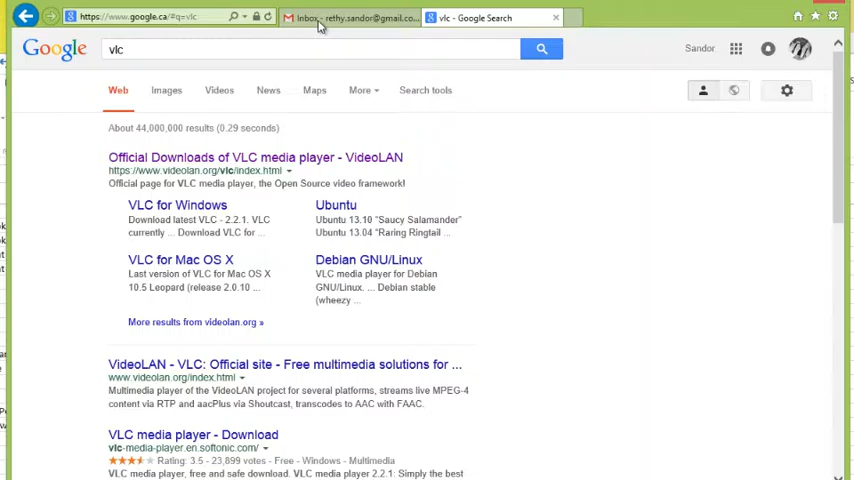 https://www.google.ca/#q=vlc
Inbox - rethy.sandor@gmail.co...
vlc - Google Search
Google
vlc
Sandor
Web Images Videos News Maps More Search tools
About 44,000,000 results (0.29 seconds)
Official Downloads of VLC media player - VideoLAN
https://www.videolan.org/vlc/index.html
Official page for VLC media player, the Open Source video framework!
VLC for Windows
Download latest VLC - 2.2.1. VLC
currently ... Download VLC for ...
Ubuntu
Ubuntu 13.10 "Saucy Salamander"
Ubuntu 13.04 "Raring Ringtail ...
VLC for Mac OS X
Last version of VLC for Mac OS X
10.5 Leopard (release 2.0.10 ...
Debian GNU/Linux
VLC media player for Debian
GNU/Linux. ... Debian stable
(wheezy ...
More results from videolan.org »
VideoLAN - VLC: Official site - Free multimedia solutions for ...
www.videolan.org/index.html
Multimedia player of the VideoLAN project for several platforms, streams live MPEG-4
content via RTP and aacPlus via Shoutcast, transcodes to AAC with FAAC.
VLC media player - Download
vlc-media-player.en.softonic.com/
Rating: 3.5 - 23,899 votes - Free - Windows - Multimedia
VLC media player, free and safe download. VLC media player 2.2.1: Simply the best